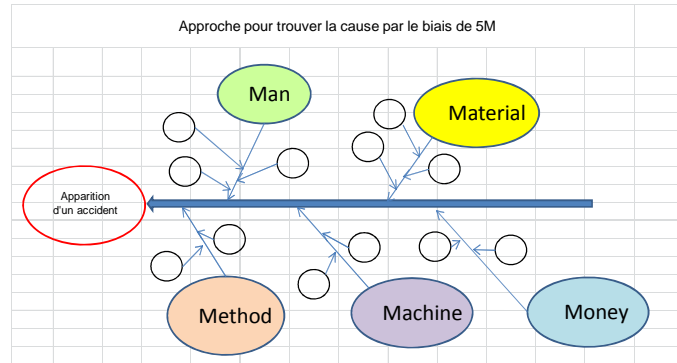 Approche pour trouver la cause par le biais de 5M
Man
Material
Apparition
d'un accident
Method
Machine
Money